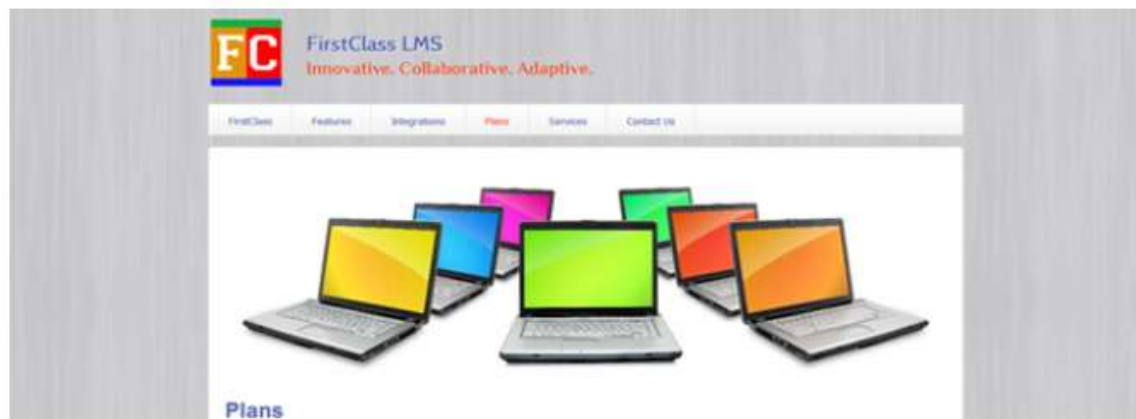 FC
FirstClass LMS
Innovative. Collaborative. Adaptive.
FirstClass Features Integrations Plans Services Contact Us
Plans